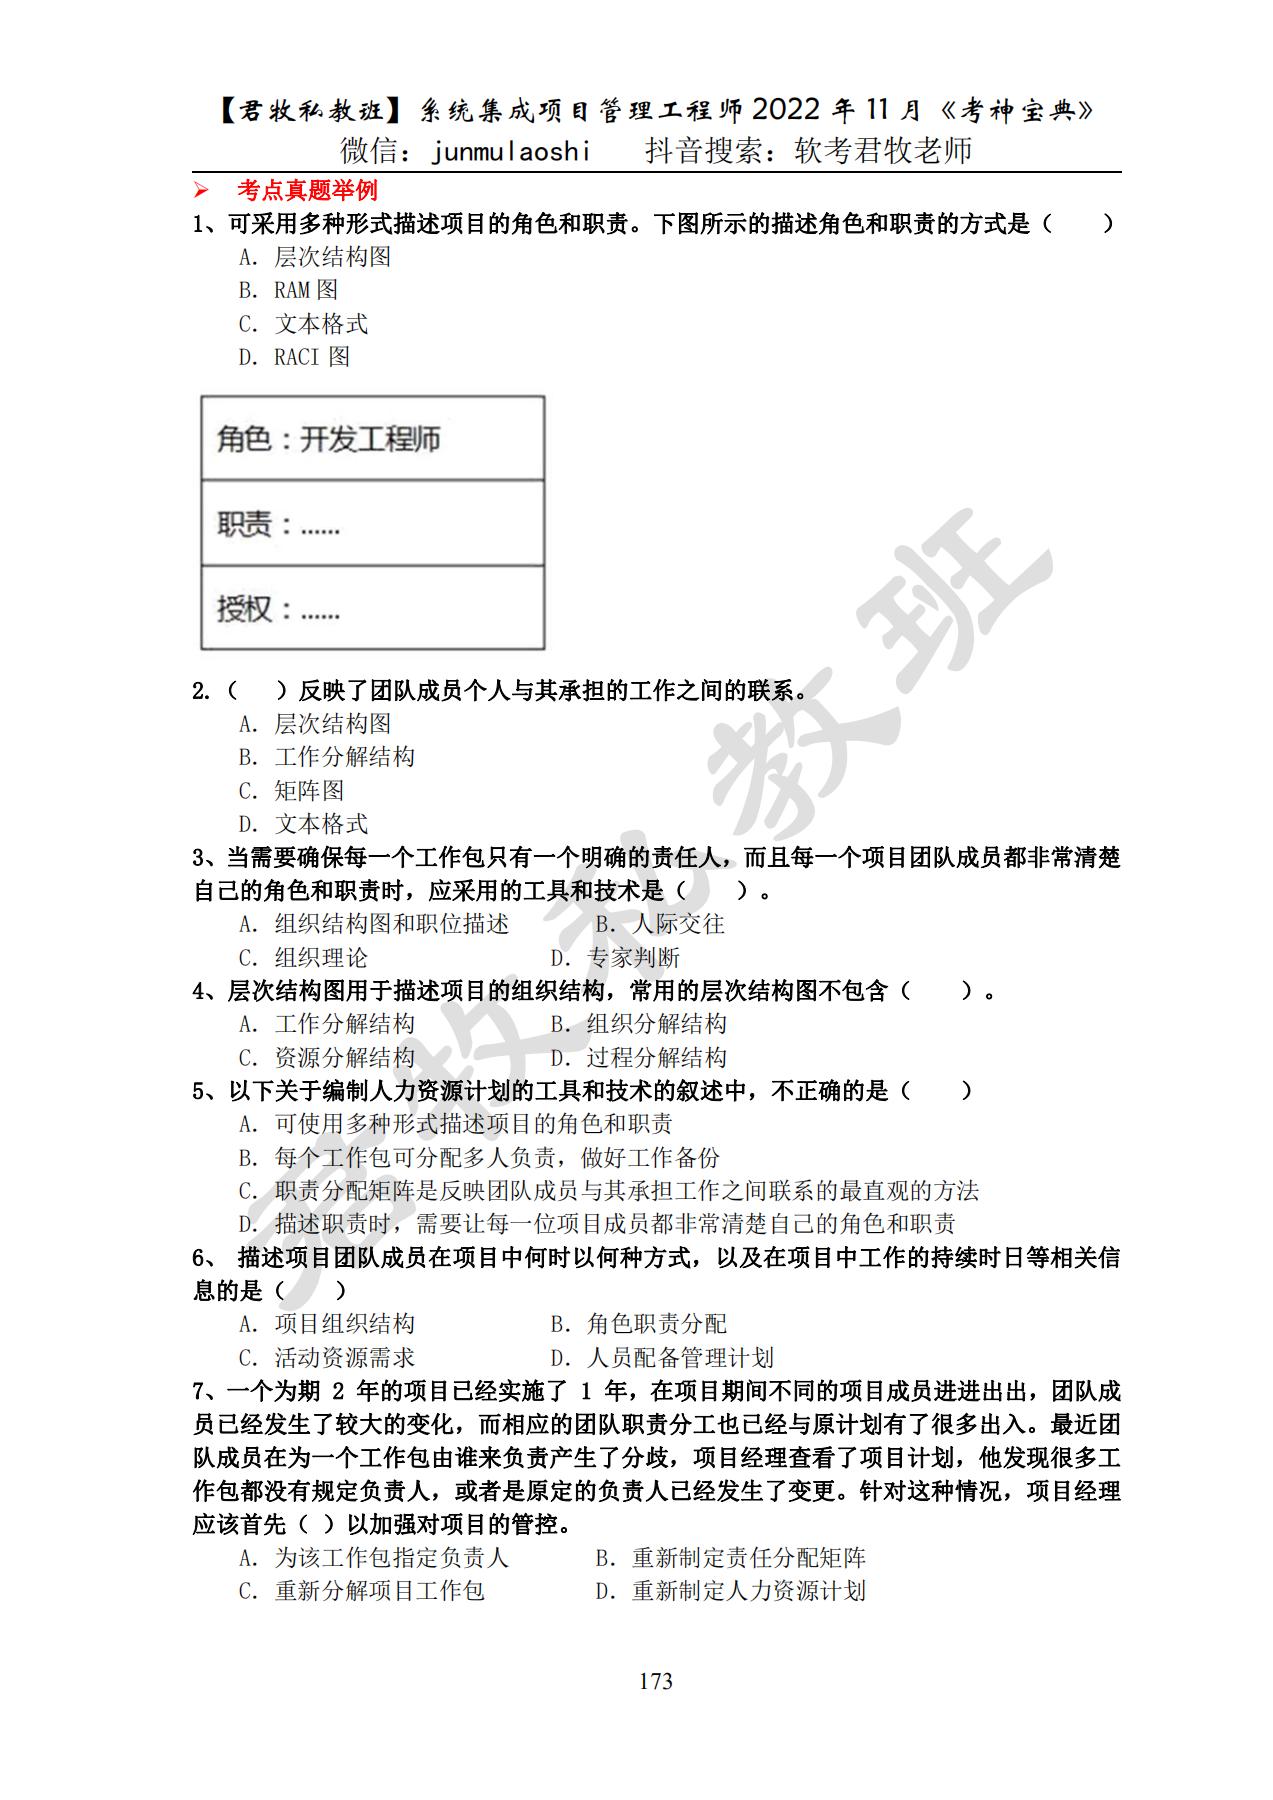 【君牧私教班】系统集成项目管理工程师 2022 年 11 月《考神宝典》
微信：junmulaoshi 抖音搜索：软考君牧老师
➢ 考点真题举例
1、可采用多种形式描述项目的角色和职责。下图所示的描述角色和职责的方式是（ ）
A. 层次结构图
B. RAM 图
C. 文本格式
D. RACI 图
角色：开发工程师
职责：......
授权：......
2.（ ）反映了团队成员个人与其承担的工作之间的联系。
A. 层次结构图
B. 工作分解结构
C. 矩阵图
D. 文本格式
3、当需要确保每一个工作包只有一个明确的责任人，而且每一个项目团队成员都非常清楚
自己的角色和职责时，应采用的工具和技术是（ ）。
A. 组织结构图和职位描述 B. 人际交往
C. 组织理论 D. 专家判断
4、层次结构图用于描述项目的组织结构，常用的层次结构图不包含（ ）。
A. 工作分解结构 B. 组织分解结构
C. 资源分解结构 D. 过程分解结构
5、以下关于编制人力资源计划的工具和技术的叙述中，不正确的是（ ）
A. 可使用多种形式描述项目的角色和职责
B. 每个工作包可分配多人负责，做好工作备份
C. 职责分配矩阵是反映团队成员与其承担工作之间联系的最直观的方法
D. 描述职责时，需要让每一位项目成员都非常清楚自己的角色和职责
6、 描述项目团队成员在项目中何时以何种方式，以及在项目中工作的持续时日等相关信
息的是（ ）
A. 项目组织结构 B. 角色职责分配
C. 活动资源需求 D. 人员配备管理计划
7、一个为期 2 年的项目已经实施了 1 年，在项目期间不同的项目成员进进出出，团队成
员已经发生了较大的变化，而相应的团队职责分工也已经与原计划有了很多出入。最近团
队成员在为一个工作包由谁来负责产生了分歧，项目经理查看了项目计划，他发现很多工
作包都没有规定负责人，或者是原定的负责人已经发生了变更。针对这种情况，项目经理
应该首先（ ）以加强对项目的管控。
A. 为该工作包指定负责人 B. 重新制定责任分配矩阵
C. 重新分解项目工作包 D. 重新制定人力资源计划
173
君牧私教班